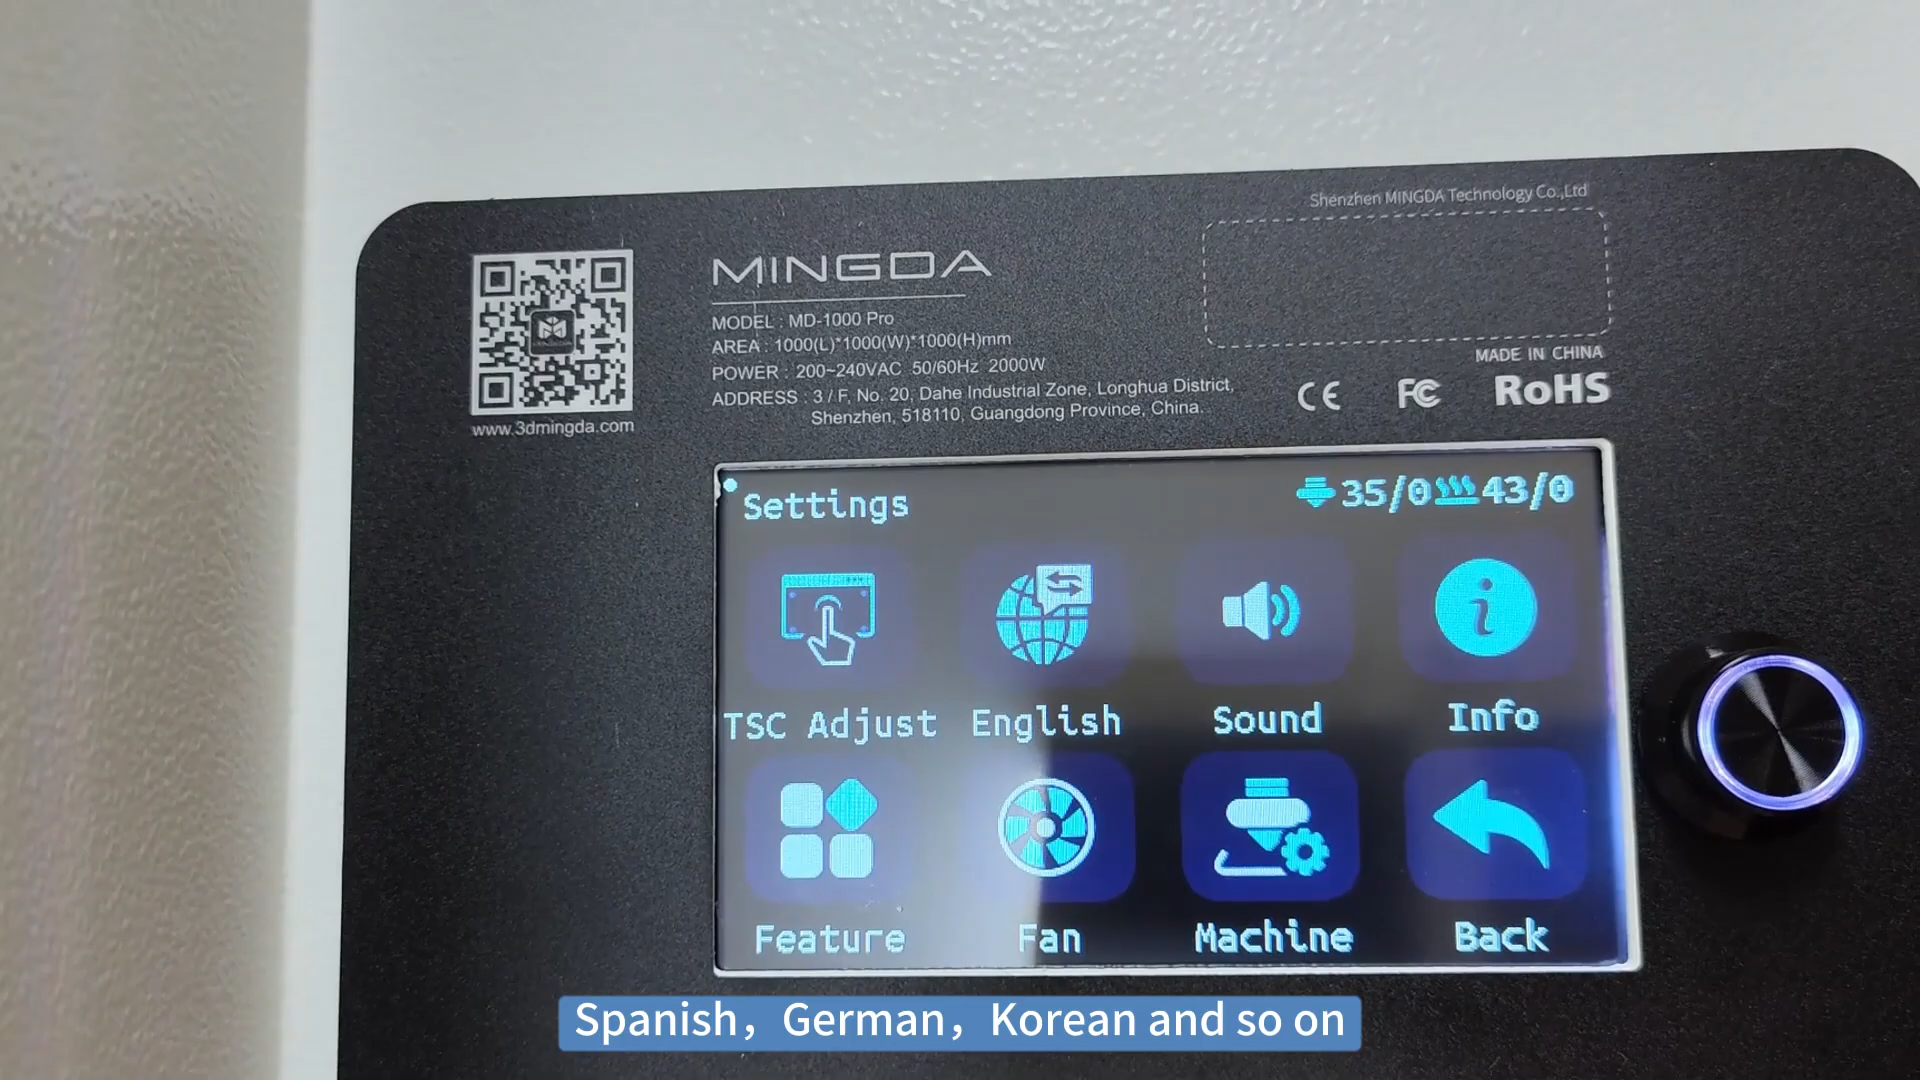 Shenzhen MINGDA Technology Co.,Ltd
MINGDA
MODEL : MD-1000 Pro
AREA : 1000(L)*1000(W)*1000(H)mm
POWER : 200~240VAC 50/60Hz 2000W
ADDRESS : 3 / F, No. 20, Dahe Industrial Zone, Longhua District,
Shenzhen, 518110, Guangdong Province, China.
www.3dmingda.com
MADE IN CHINA
CE FC RoHS
Settings 35/0 43/0
TSC Adjust English Sound Info
Feature Fan Machine Back
Spanish，German，Korean and so on